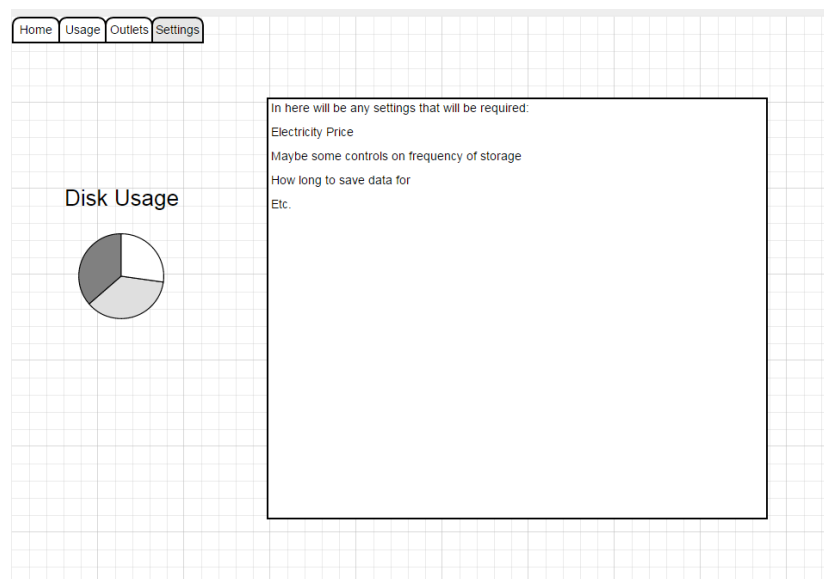 Home Usage Outlets Settings
In here will be any settings that will be required:
Electricity Price
Maybe some controls on frequency of storage
How long to save data for
Etc.
Disk Usage